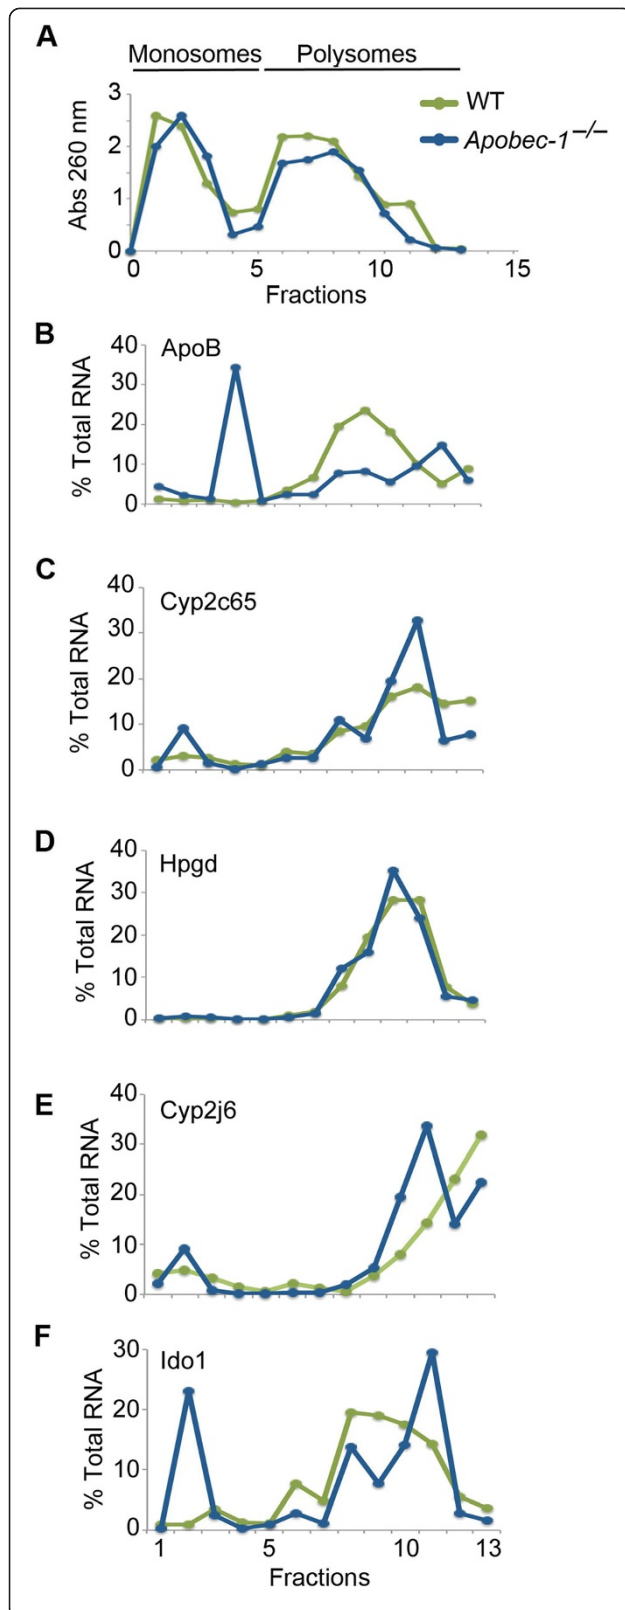 A
Monosomes Polysomes
WT
Apobec-1−/−
Abs 260 nm
3
2
1
0
0 5 10 15
Fractions
B
ApoB
% Total RNA
40
30
20
10
0
C
Cyp2c65
% Total RNA
40
30
20
10
0
D
Hpgd
% Total RNA
40
30
20
10
0
E
Cyp2j6
% Total RNA
40
30
20
10
0
F
Ido1
% Total RNA
30
20
10
0
1 5 10 13
Fractions